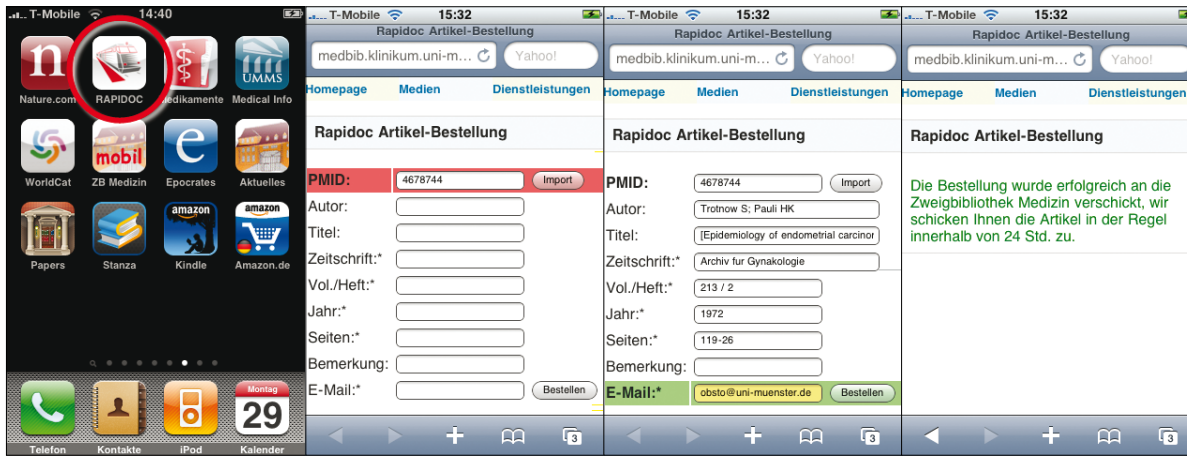 T-Mobile 14:40
n
UMMS
Nature.com RAPIDOC Medikamente Medical Info
mobil
e
WorldCat ZB Medizin Epocrates Aktuelles
amazon amazon
Papers Stanza Kindle Amazon.de
Montag
29
Telefon Kontakte iPod Kalender
T-Mobile 15:32
Rapidoc Artikel-Bestellung
medbib.klinikum.uni-m... Yahoo!
Homepage Medien Dienstleistungen
Rapidoc Artikel-Bestellung
PMID: 4678744 Import
Autor:
Titel:
Zeitschrift:*
Vol./Heft:*
Jahr:*
Seiten:*
Bemerkung:
E-Mail:* Bestellen
3
T-Mobile 15:32
Rapidoc Artikel-Bestellung
medbib.klinikum.uni-m... Yahoo!
Homepage Medien Dienstleistungen
Rapidoc Artikel-Bestellung
PMID: 4678744 Import
Autor: Trotnow S; Pauli HK
Titel: [Epidemiology of endometrial carcinor
Zeitschrift:* Archiv fur Gynakologie
Vol./Heft:* 213 / 2
Jahr:* 1972
Seiten:* 119-26
Bemerkung:
E-Mail:* obsto@uni-muenster.de Bestellen
3
T-Mobile 15:32
Rapidoc Artikel-Bestellung
medbib.klinikum.uni-m... Yahoo!
Homepage Medien Dienstleistungen
Rapidoc Artikel-Bestellung
Die Bestellung wurde erfolgreich an die
Zweigbibliothek Medizin verschickt, wir
schicken Ihnen die Artikel in der Regel
innerhalb von 24 Std. zu.
3